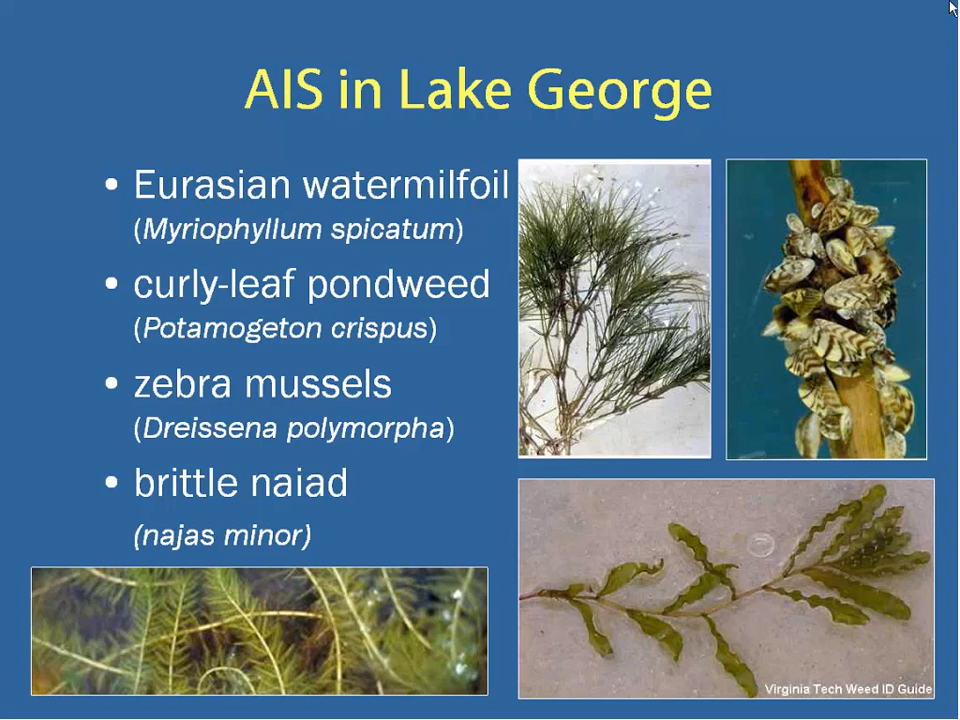 AIS in Lake George
• Eurasian watermilfoil
(Myriophyllum spicatum)
• curly-leaf pondweed
(Potamogeton crispus)
• zebra mussels
(Dreissena polymorpha)
• brittle naiad
(najas minor)
Virginia Tech Weed ID Guide